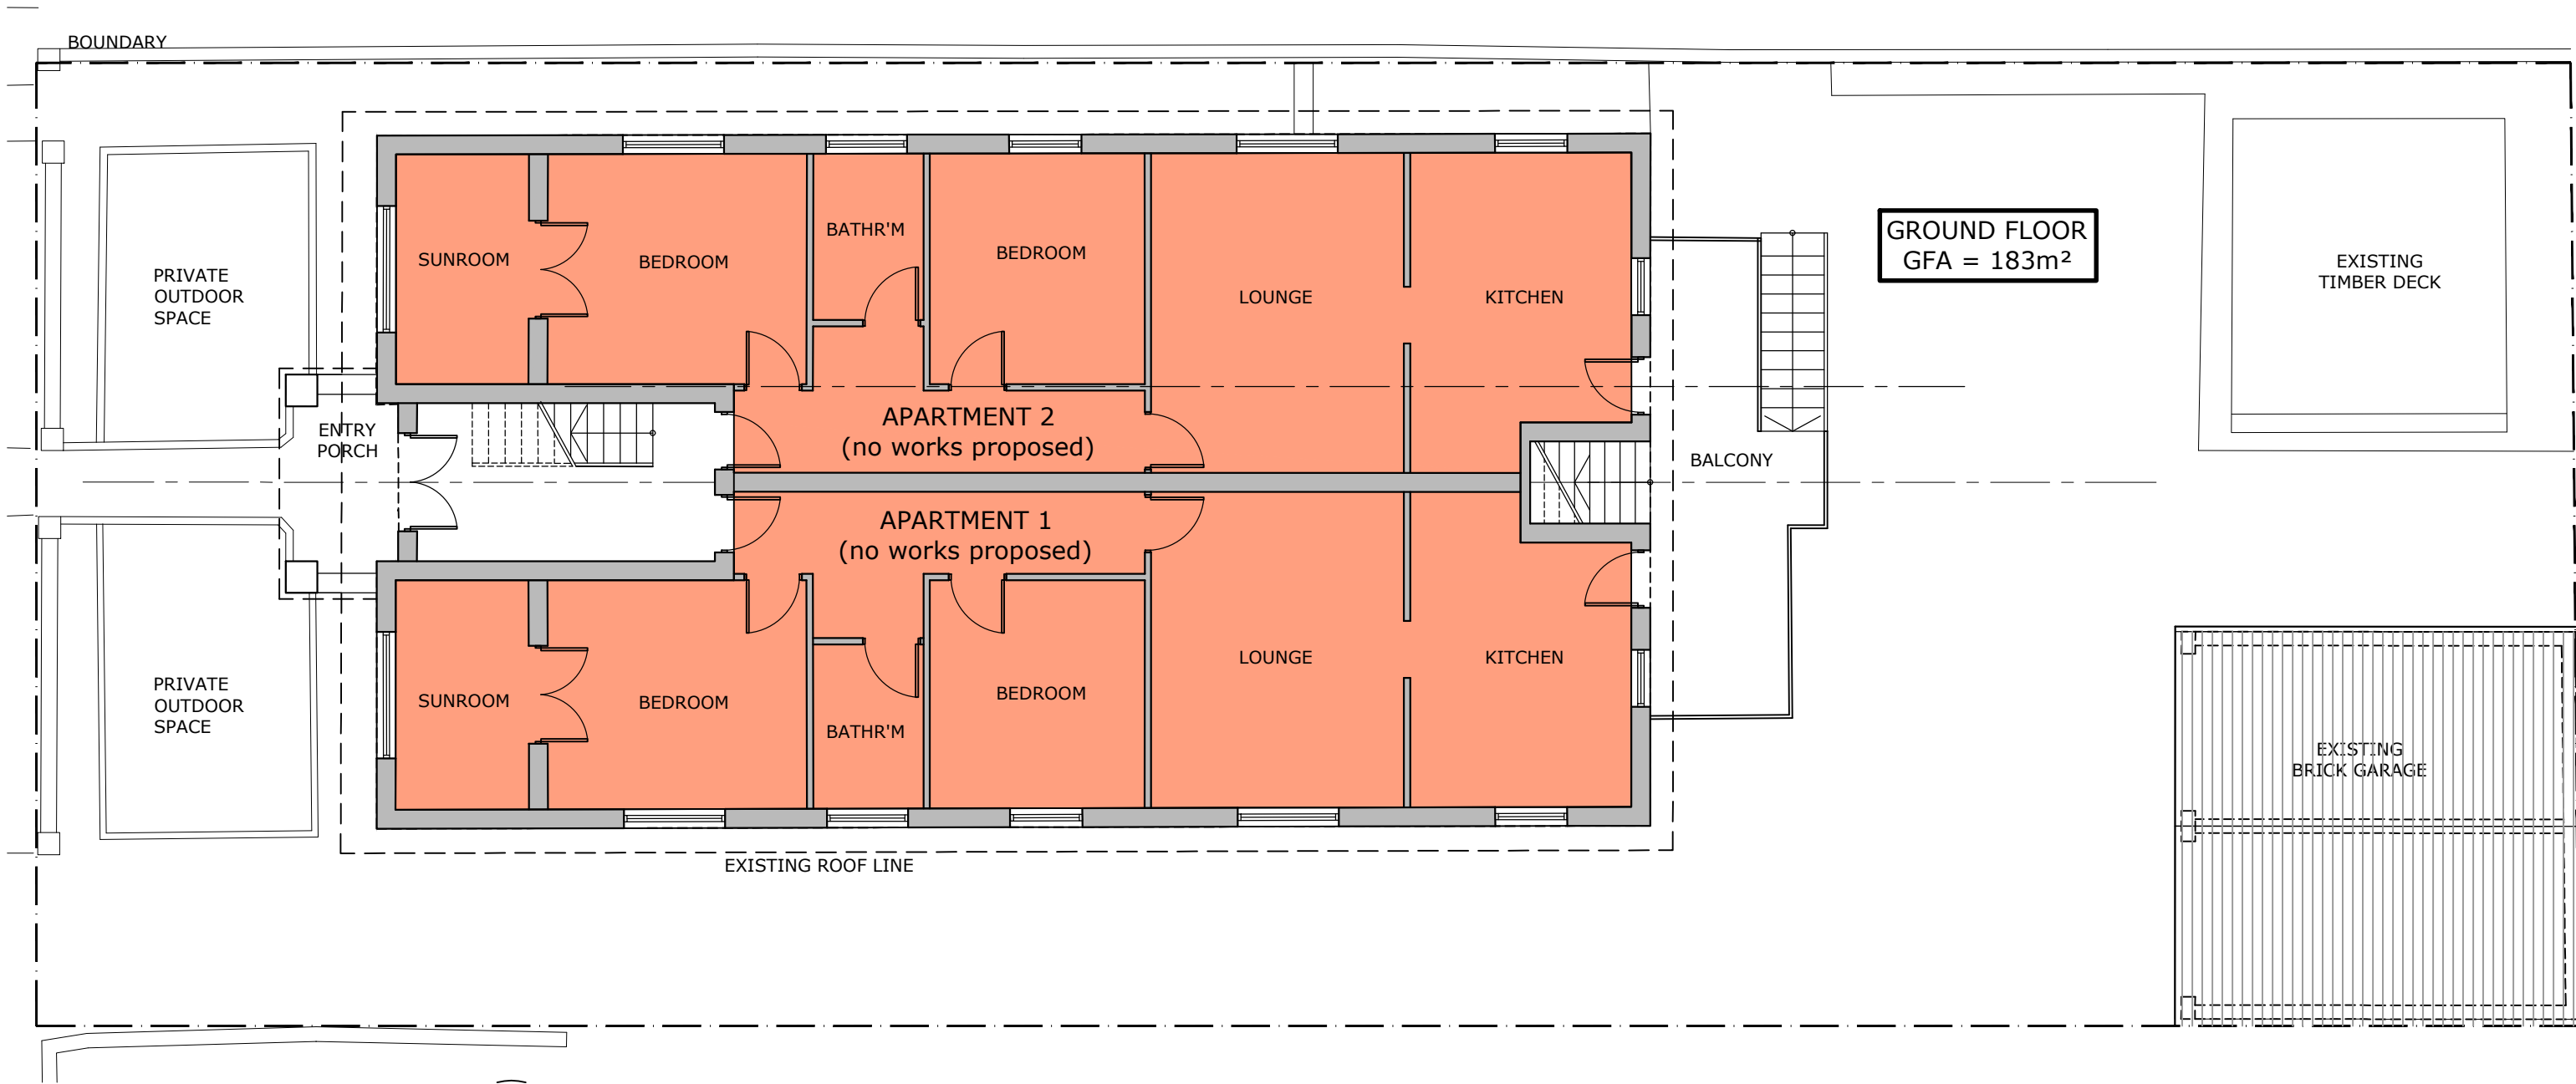 BOUNDARY
PRIVATE
OUTDOOR
SPACE
SUNROOM
BEDROOM
BATHR'M
BEDROOM
LOUNGE
KITCHEN
GROUND FLOOR
GFA = 183m²
EXISTING
TIMBER DECK
ENTRY
PORCH
APARTMENT 2
(no works proposed)
BALCONY
APARTMENT 1
(no works proposed)
PRIVATE
OUTDOOR
SPACE
SUNROOM
BEDROOM
BATHR'M
BEDROOM
LOUNGE
KITCHEN
EXISTING
BRICK GARAGE
EXISTING ROOF LINE